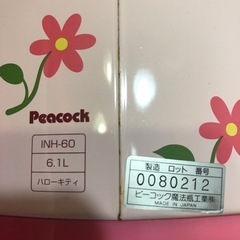 Peacock
INH-60
6.1L
ハローキティ
製造 ロット 番号
0080212
ピーコック魔法瓶工業㈱
MADE IN JAPAN